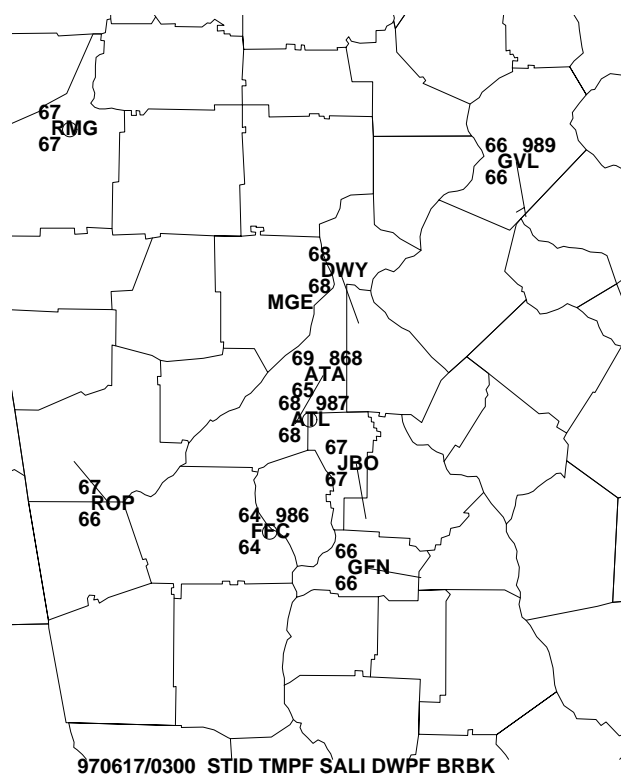 67
RMG
67
66 989
GVL
66
68
DWY
68
MGE
69 868
ATA
65
68 987
ATL
68
67
JBO
67
67
ROP
66
64 986
FFC
64
66
GFN
66
970617/0300 STID TMPF SALI DWPF BRBK